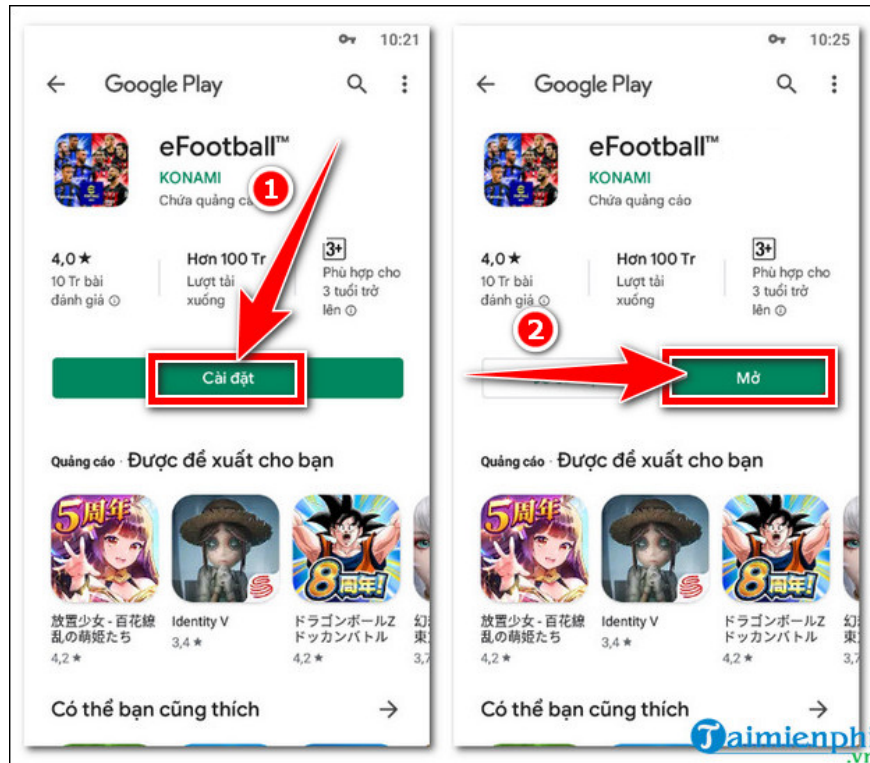 10:21
Google Play
eFootball™
KONAMI
Chứa quảng
1
4,0 ★
10 Tr bài
đánh giá
Hơn 100 Tr
Lượt tải
xuống
3+
Phù hợp cho
3 tuổi trở
lên
Cài đặt
Quảng cáo · Được đề xuất cho bạn
5周年
8周年!
放置少女 - 百花繚
乱の萌姫たち
4,2 ★
Identity V
3,4 ★
ドラゴンボールZ
ドッカンバトル
4,2 ★
Có thể bạn cũng thích
10:25
Google Play
eFootball™
KONAMI
Chứa quảng cáo
4,0 ★
10 Tr bài
đánh giá
2
Hơn 100 Tr
Lượt tải
xuống
3+
Phù hợp cho
3 tuổi trở
lên
Mở
Quảng cáo · Được đề xuất cho bạn
5周年
8周年!
放置少女 - 百花繚
乱の萌姫たち
4,2 ★
Identity V
3,4 ★
ドラゴンボールZ
ドッカンバトル
4,2 ★
3,7
Có thể bạn cũng thích
Taimienphi
.vn